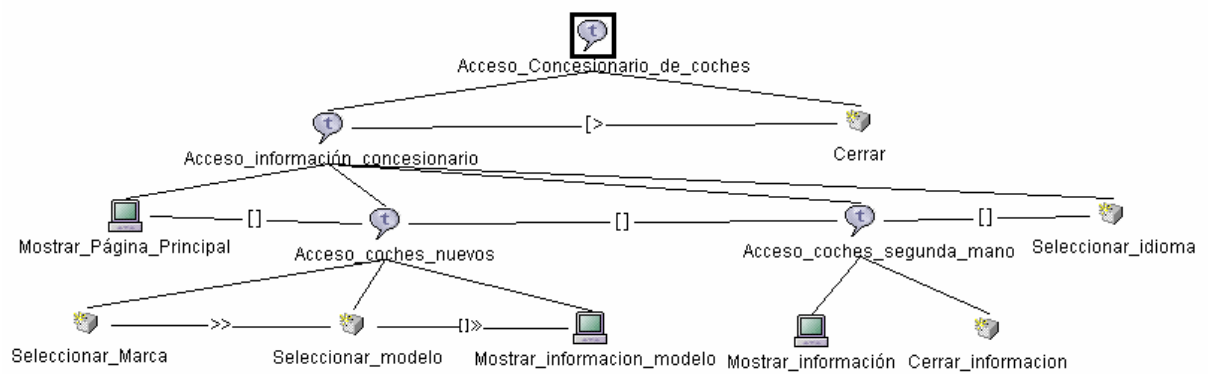 t
Acceso_Concesionario_de_coches
t
[>
Acceso_información_concesionario
Cerrar
[]
t
[]
t
[]
Mostrar_Página_Principal
Acceso_coches_nuevos
Acceso_coches_segunda_mano
Seleccionar_idioma
>>
[]»
Seleccionar_Marca
Seleccionar_modelo
Mostrar_informacion_modelo
Mostrar_información
Cerrar_informacion